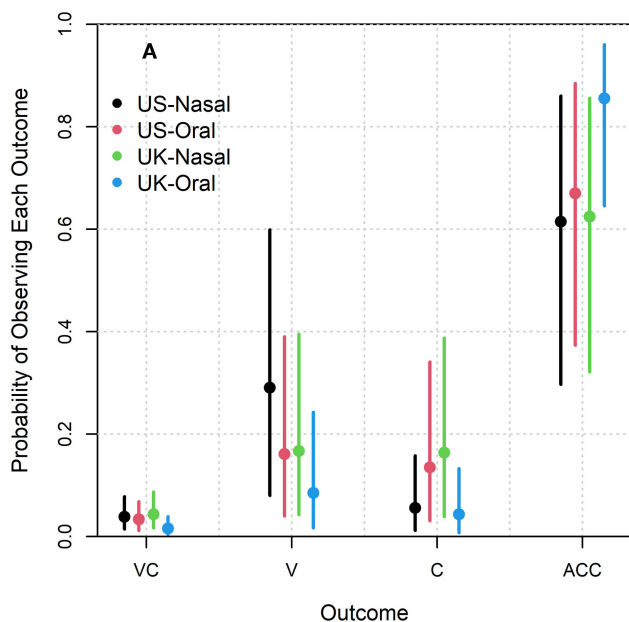 A
US-Nasal
US-Oral
UK-Nasal
UK-Oral
Probability of Observing Each Outcome
1.0
0.8
0.6
0.4
0.2
0.0
VC V C ACC
Outcome